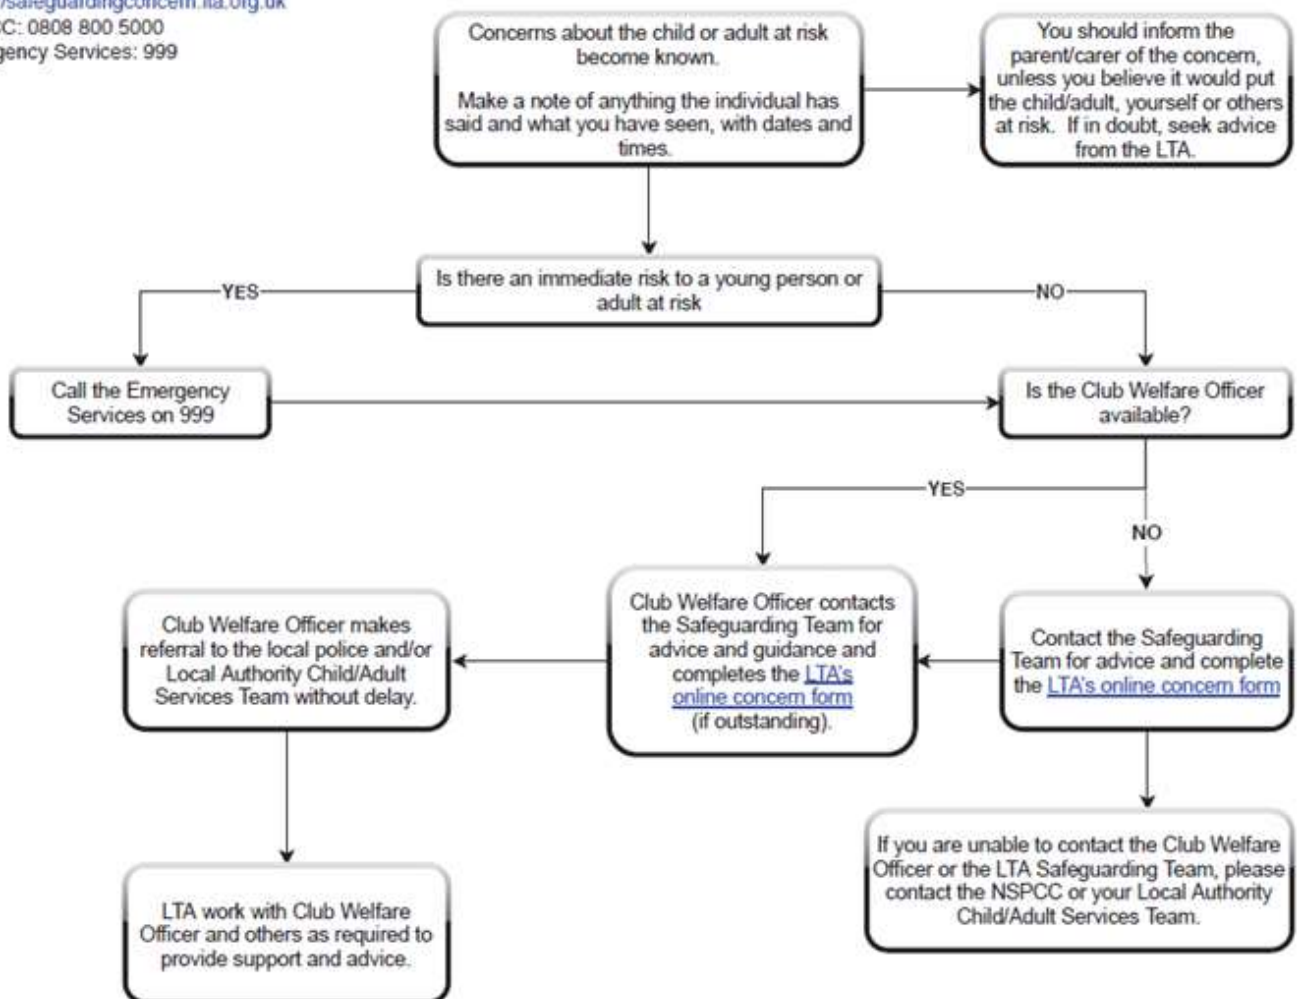 /safeguardingconcern.lta.org.uk
C: 0808 800 5000
gency Services: 999
Concerns about the child or adult at risk
become known.
Make a note of anything the individual has
said and what you have seen, with dates and
times.
You should inform the
parent/carer of the concern,
unless you believe it would put
the child/adult, yourself or others
at risk. If in doubt, seek advice
from the LTA.
Is there an immediate risk to a young person or
adult at risk
YES
NO
Call the Emergency
Services on 999
Is the Club Welfare Officer
available?
YES
NO
Club Welfare Officer makes
referral to the local police and/or
Local Authority Child/Adult
Services Team without delay.
Club Welfare Officer contacts
the Safeguarding Team for
advice and guidance and
completes the LTA's
online concern form
(if outstanding).
Contact the Safeguarding
Team for advice and complete
the LTA's online concern form
If you are unable to contact the Club Welfare
Officer or the LTA Safeguarding Team, please
contact the NSPCC or your Local Authority
Child/Adult Services Team.
LTA work with Club Welfare
Officer and others as required to
provide support and advice.